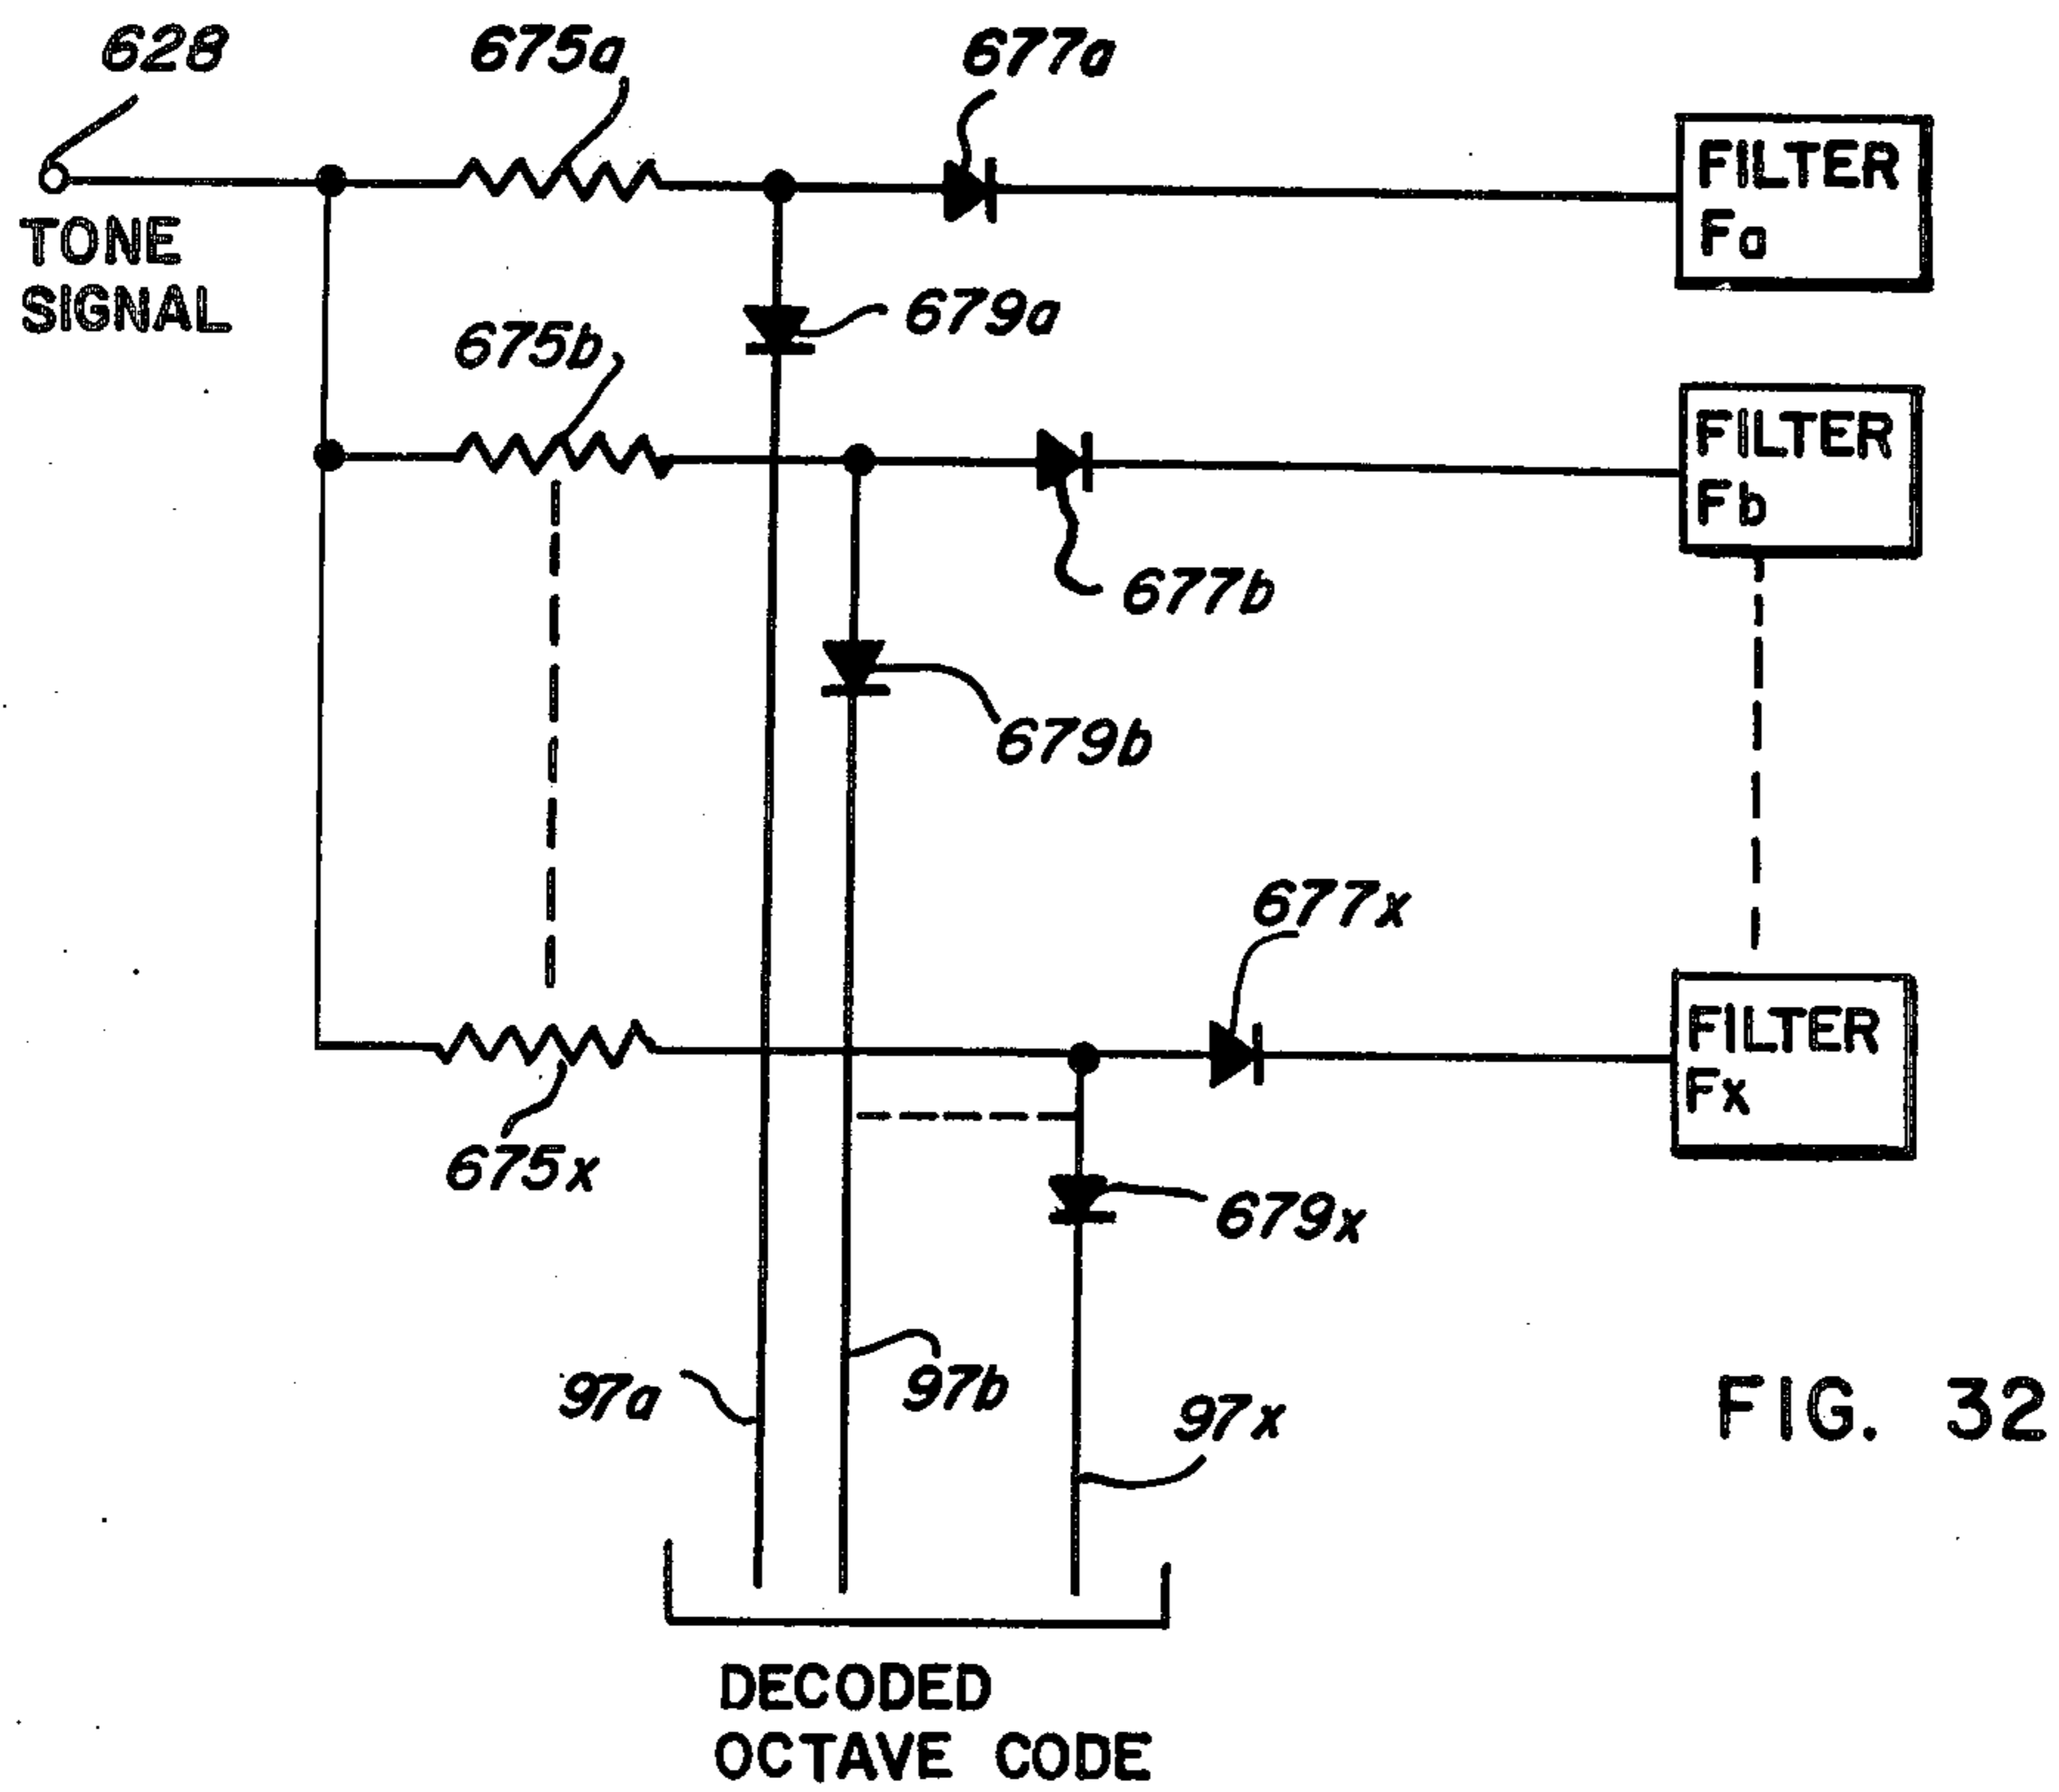 628
675a
677a
TONE
SIGNAL
FILTER
Fa
679a
675b
FILTER
Fb
677b
679b
677x
FILTER
Fx
675x
679x
97a
97b
97x
FIG. 32
DECODED
OCTAVE CODE